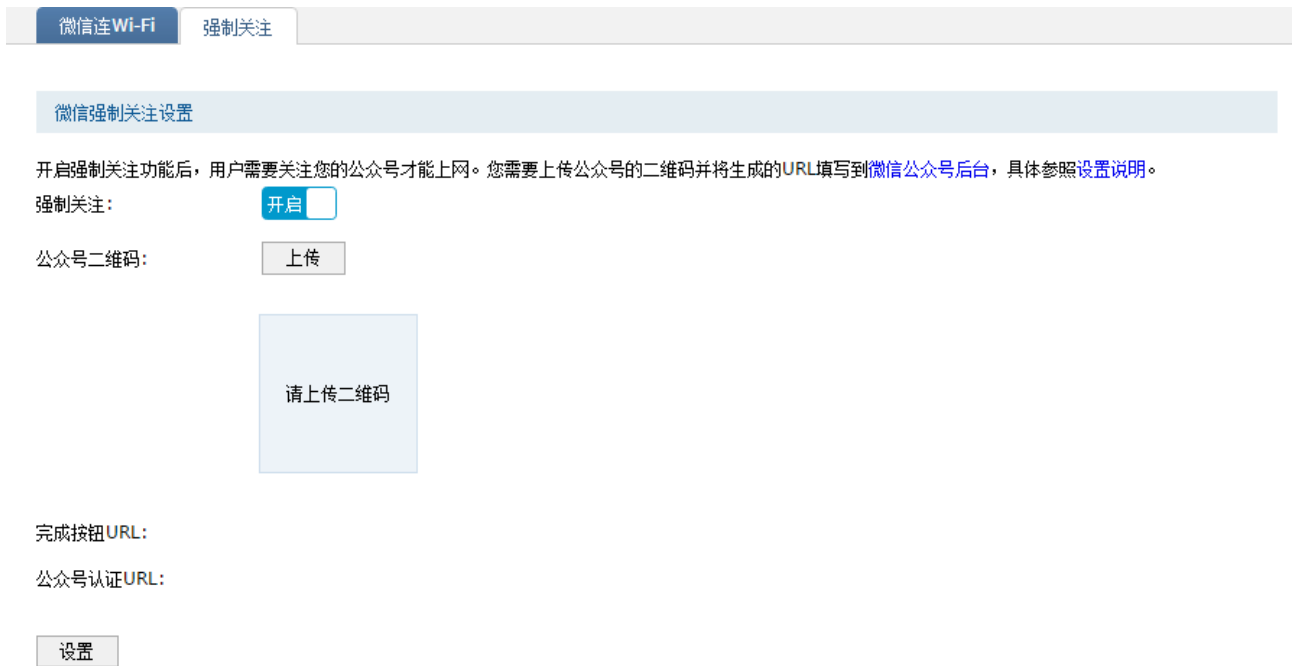 微信连Wi-Fi
强制关注
微信强制关注设置
开启强制关注功能后，用户需要关注您的公众号才能上网。您需要上传公众号的二维码并将生成的URL填写到微信公众号后台，具体参照设置说明。
强制关注：
开启
公众号二维码：
上传
请上传二维码
完成按钮URL：
公众号认证URL：
设置